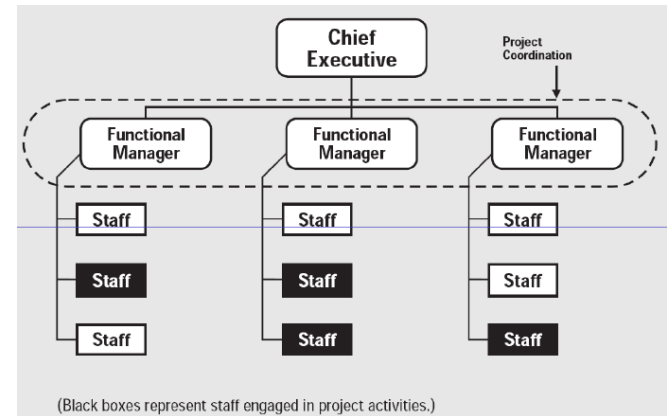 Chief
Executive
Project
Coordination
Functional
Manager
Functional
Manager
Functional
Manager
Staff
Staff
Staff
Staff
Staff
Staff
Staff
Staff
Staff
(Black boxes represent staff engaged in project activities.)